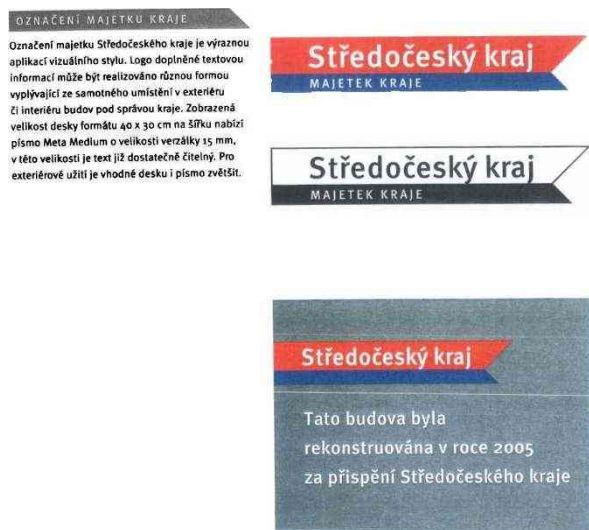 OZNAČENÍ MAJETKU KRAJE
Označení majetku Středočeského kraje je výraznou
aplikací vizuálního stylu. Logo doplněné textovou
informací může být realizováno různou formou
vyplývající ze samotného umístění v exteriéru
či interiéru budov pod správou kraje. Zobrazená
velikost desky formátu 40 x 30 cm na šířku nabízí
písmo Meta Medium o velikosti verzálky 15 mm,
v této velikosti je text již dostatečně čitelný. Pro
exteriérové užití je vhodné desku i písmo zvětšit.
Středočeský kraj
MAJETEK KRAJE
Středočeský kraj
MAJETEK KRAJE
Středočeský kraj
Tato budova byla
rekonstruována v roce 2005
za přispění Středočeského kraje